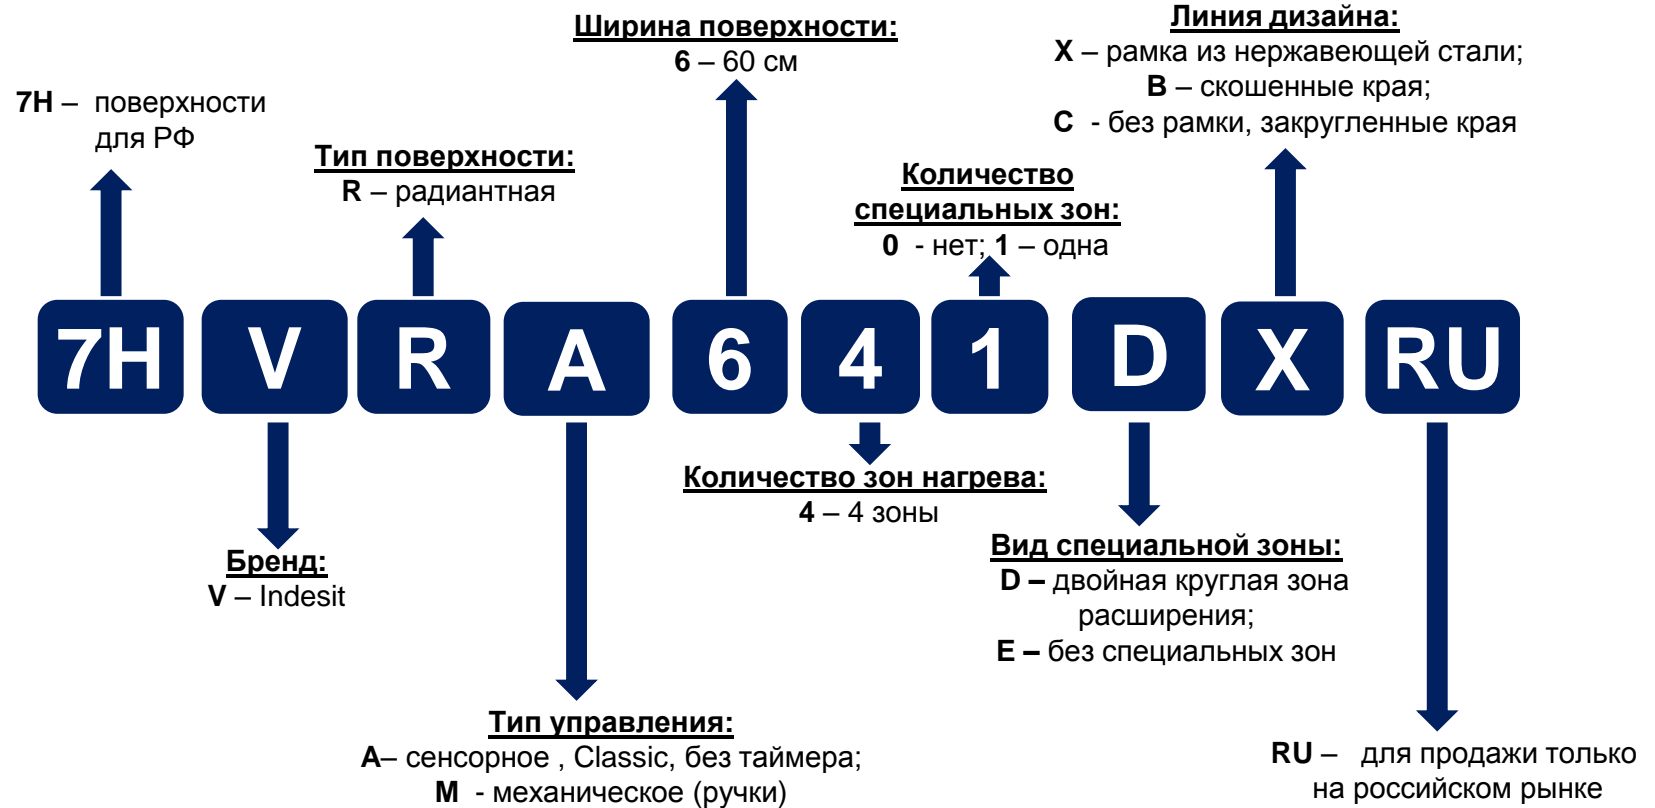 Ширина поверхности:
6 – 60 см
Линия дизайна:
X – рамка из нержавеющей стали;
B – скошенные края;
C - без рамки, закругленные края
7H – поверхности
для РФ
Тип поверхности:
R – радиантная
Количество
специальных зон:
0 - нет; 1 – одна
7H V R A 6 4 1 D X RU
Количество зон нагрева:
4 – 4 зоны
Бренд:
V – Indesit
Вид специальной зоны:
D – двойная круглая зона
расширения;
E – без специальных зон
Тип управления:
A– сенсорное , Classic, без таймера;
M - механическое (ручки)
RU – для продажи только
на российском рынке